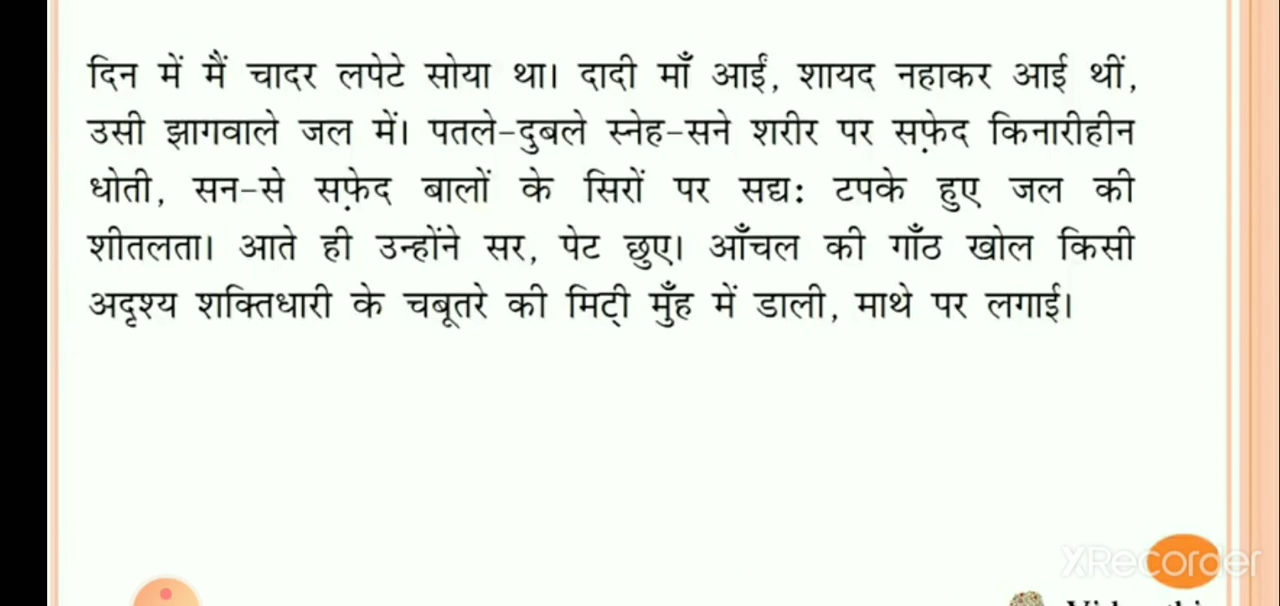 दिन में मैं चादर लपेटे सोया था। दादी माँ आईं, शायद नहाकर आई थीं,
उसी झागवाले जल में। पतले-दुबले स्नेह-सने शरीर पर सफ़ेद किनारीहीन
धोती, सन-से सफ़ेद बालों के सिरों पर सद्य: टपके हुए जल की
शीतलता। आते ही उन्होंने सर, पेट छुए। आँचल की गाँठ खोल किसी
अदृश्य शक्तिधारी के चबूतरे की मिट्ी मुँह में डाली, माथे पर लगाई।
XRecorder